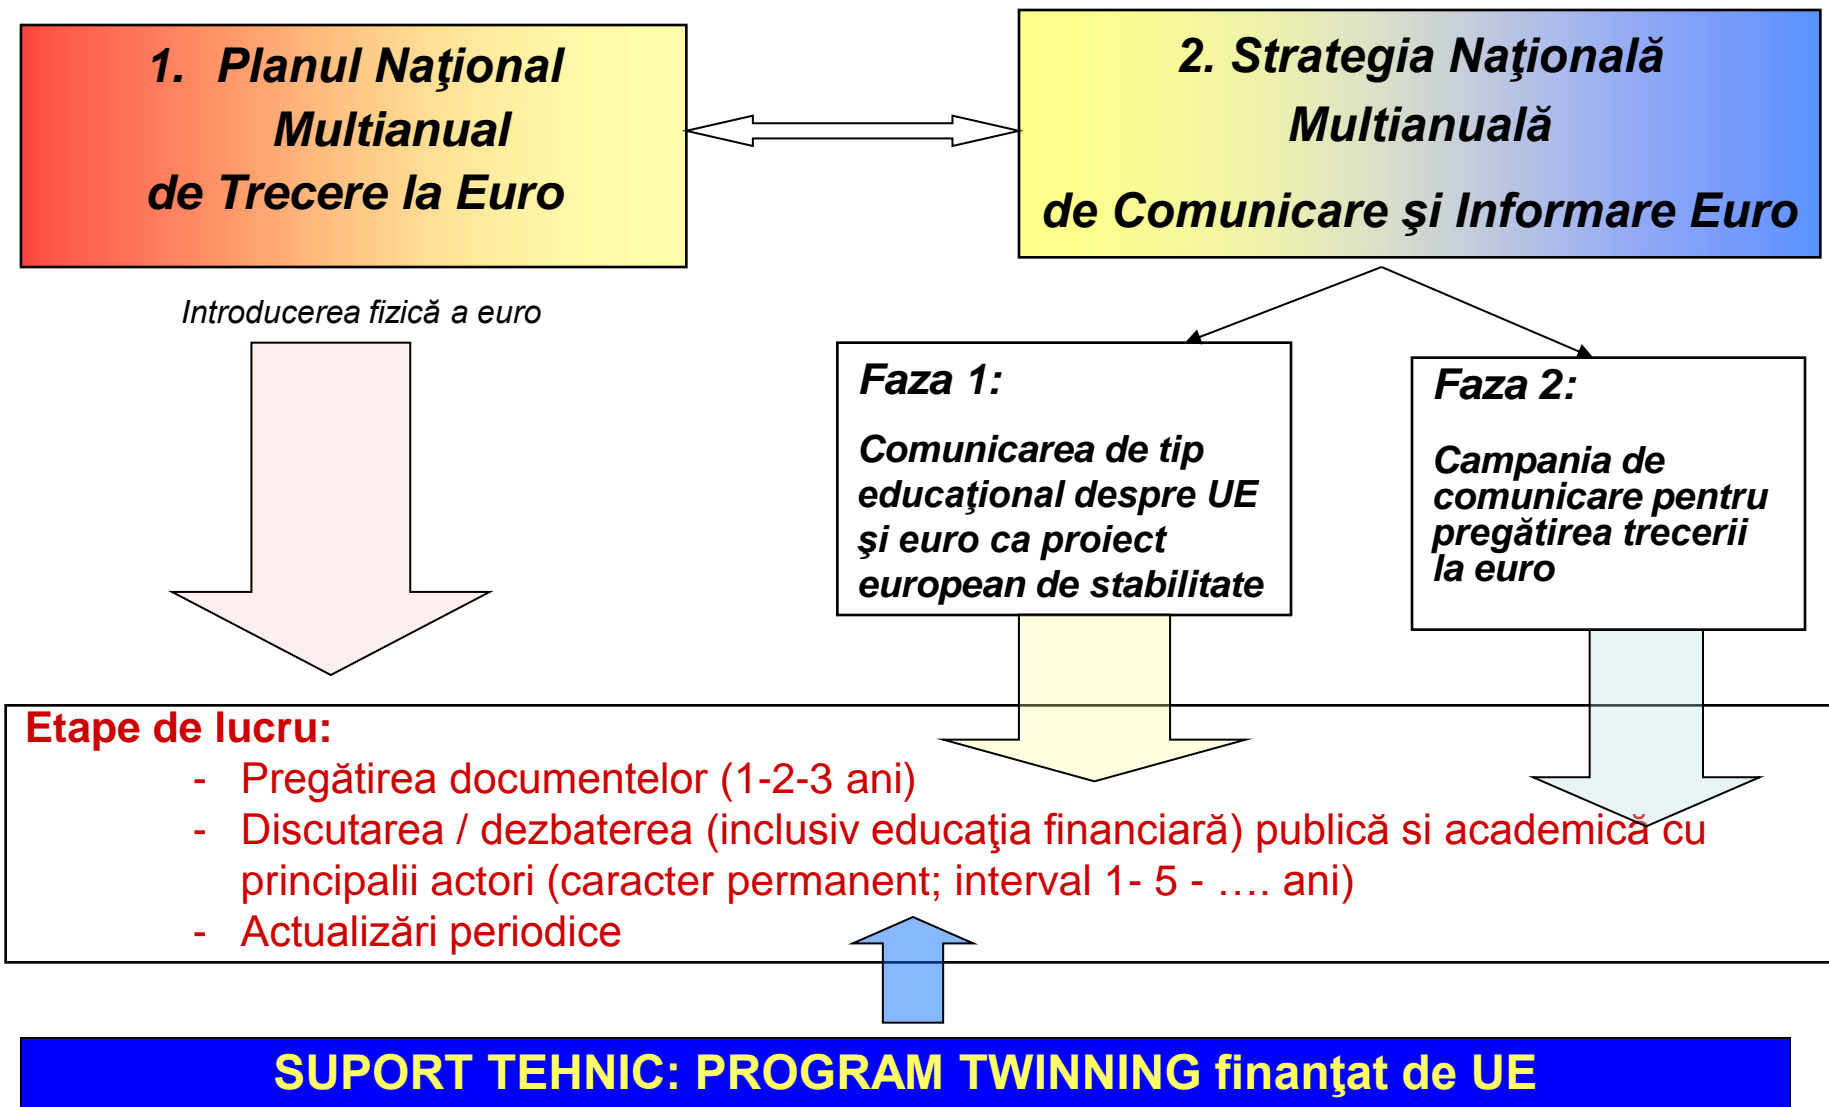 1. Planul Naţional
Multianual
de Trecere la Euro
2. Strategia Naţională
Multianuală
de Comunicare şi Informare Euro
Introducerea fizică a euro
Faza 1:
Comunicarea de tip
educaţional despre UE
şi euro ca proiect
european de stabilitate
Faza 2:
Campania de
comunicare pentru
pregătirea trecerii
la euro
Etape de lucru:
- Pregătirea documentelor (1-2-3 ani)
- Discutarea / dezbaterea (inclusiv educaţia financiară) publică si academică cu
principalii actori (caracter permanent; interval 1- 5 - …. ani)
- Actualizări periodice
SUPORT TEHNIC: PROGRAM TWINNING finanţat de UE